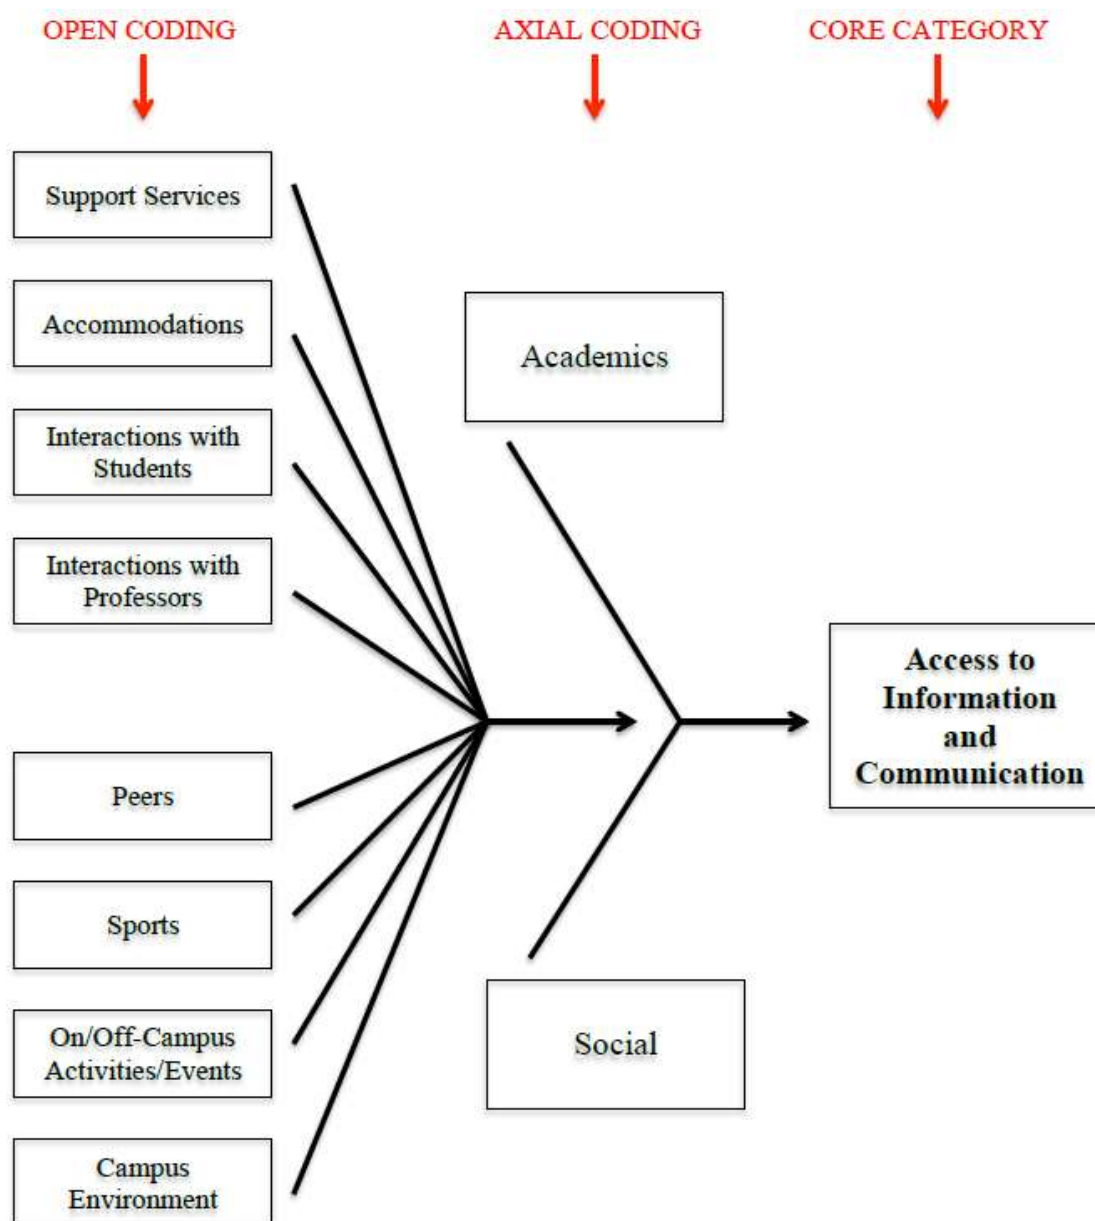 OPEN CODING
AXIAL CODING
CORE CATEGORY
Support Services
Accommodations
Interactions with
Students
Interactions with
Professors
Peers
Sports
On/Off-Campus
Activities/Events
Campus
Environment
Academics
Social
Access to
Information
and
Communication